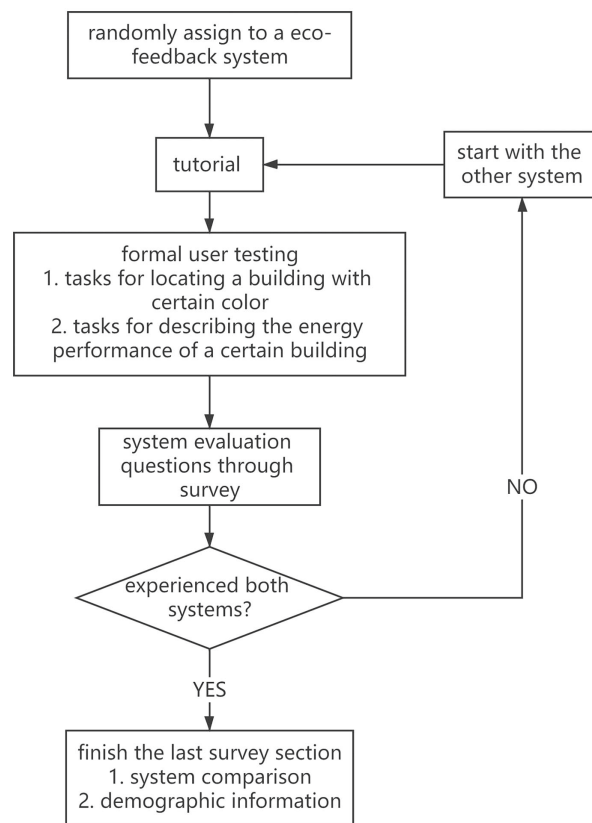 randomly assign to a eco-
feedback system
tutorial
start with the
other system
formal user testing
1. tasks for locating a building with
certain color
2. tasks for describing the energy
performance of a certain building
system evaluation
questions through
survey
NO
experienced both
systems?
YES
finish the last survey section
1. system comparison
2. demographic information